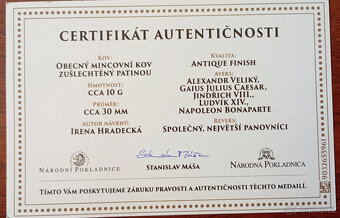 CERTIFIKÁT AUTENTIČNOSTI
KOV:
OBECNÝ MINCOVNÍ KOV
ZUŠLECHTĚNÝ PATINOU
HMOTNOST:
CCA 10 G
PRŮMĚR:
CCA 30 MM
AUTOR NÁVRHŮ:
IRENA HRADECKÁ
KVALITA:
ANTIQUE FINISH
AVERS:
ALEXANDR VELIKÝ,
GAIUS JULIUS CAESAR,
JINDŘICH VIII.,
LUDVÍK XIV.,
NAPOLEON BONAPARTE
REVERS:
SPOLEČNÝ, NEJVĚTŠÍ PANOVNÍCI
NÁRODNÍ POKLADNICE
STANISLAV MÁŠA
NÁRODNÁ POKLADNICA
TÍMTO VÁM POSKYTUJEME ZÁRUKU PRAVOSTI A AUTENTIČNOSTI TĚCHTO MEDAILÍ.